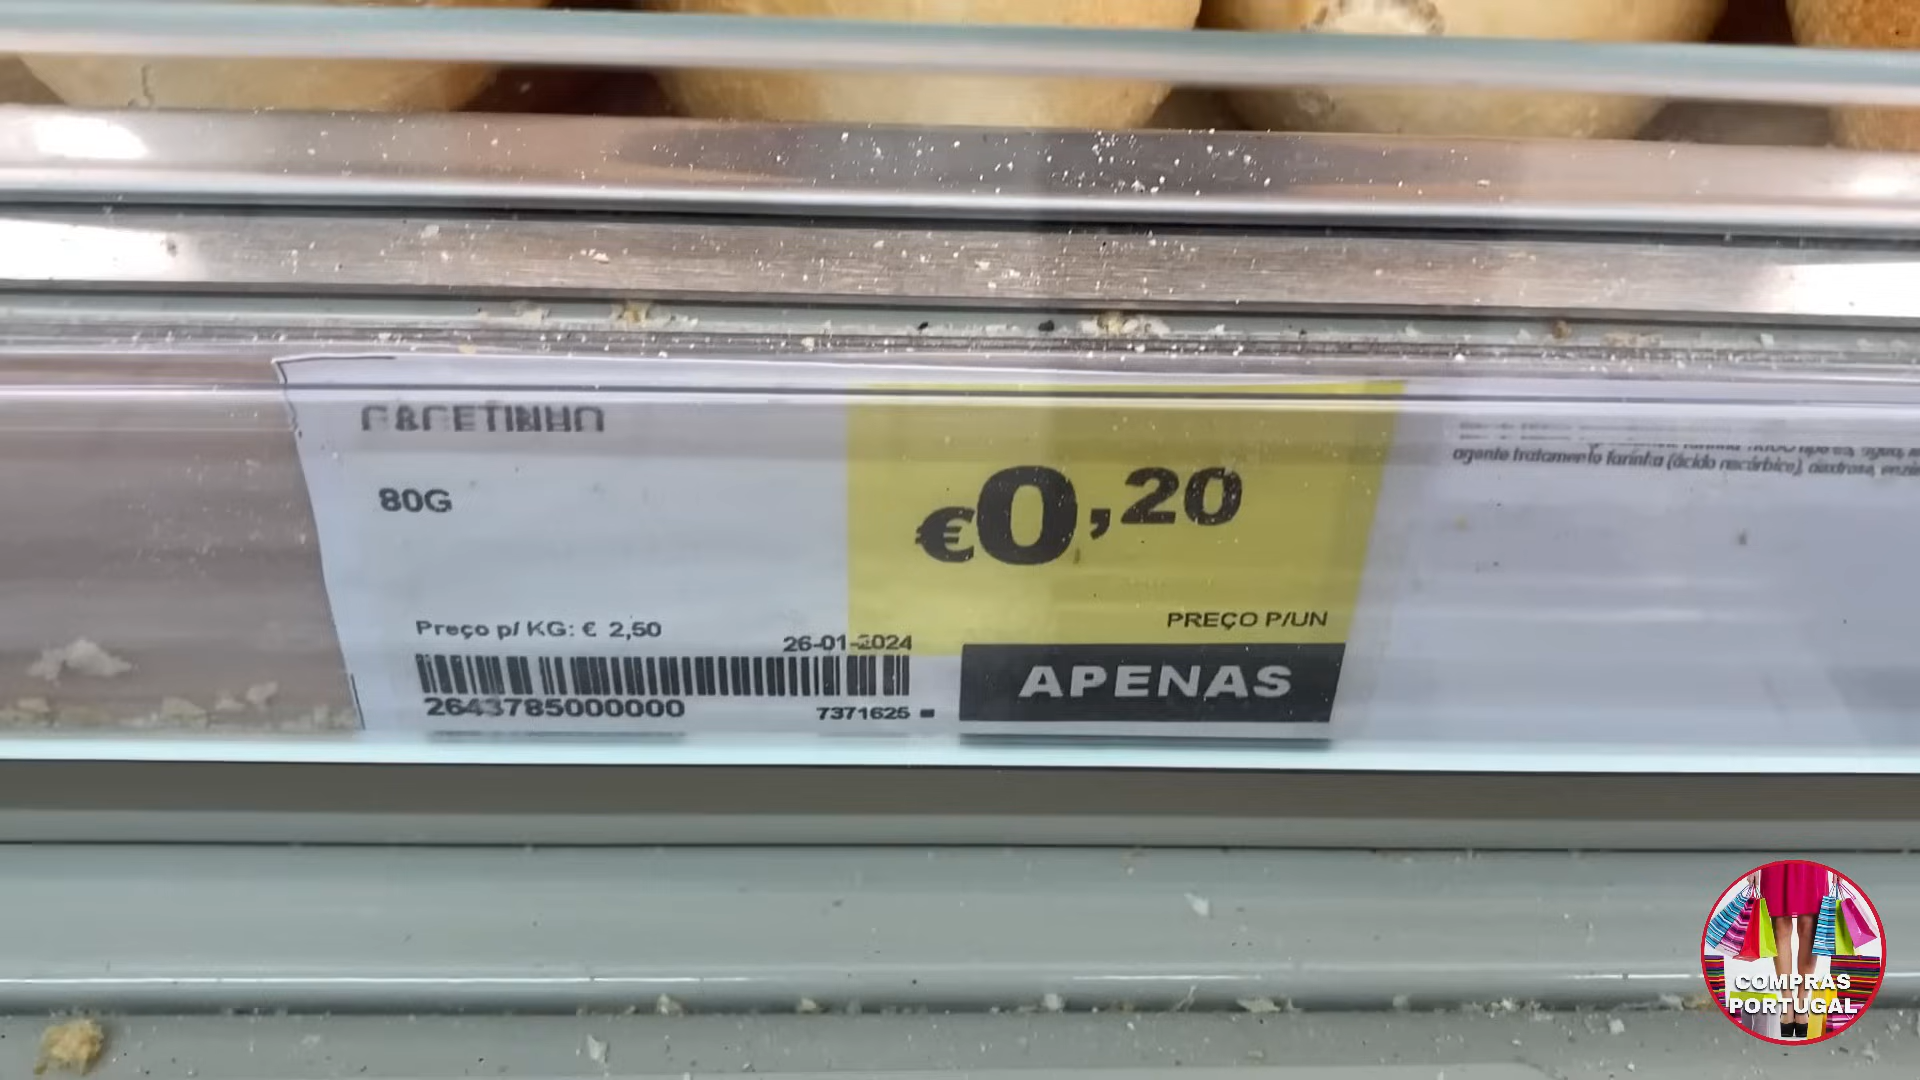 CACETINHO
80G
€0,20
PREÇO P/UN
Preço p/ KG: € 2,50
26-01-2024
2643785000000
7371625
APENAS
agente tratamento farinha (ácido ascórbico), dextrose,
COMPRAS
PORTUGAL